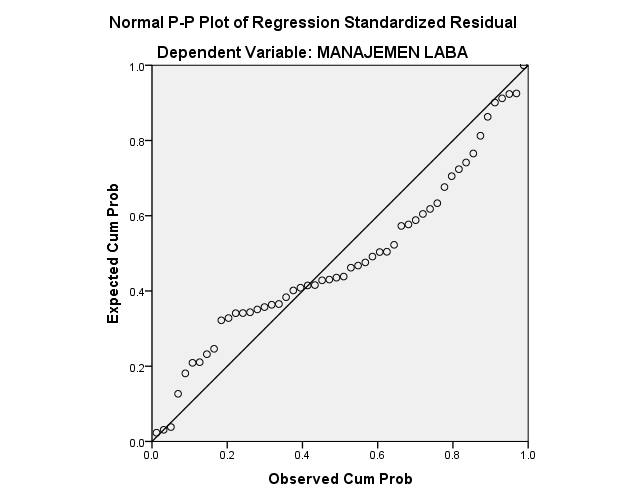 Normal P-P Plot of Regression Standardized Residual
Dependent Variable: MANAJEMEN LABA
1.0
0.8
0.6
0.4
0.2
0.0
Expected Cum Prob
0.0 0.2 0.4 0.6 0.8 1.0
Observed Cum Prob